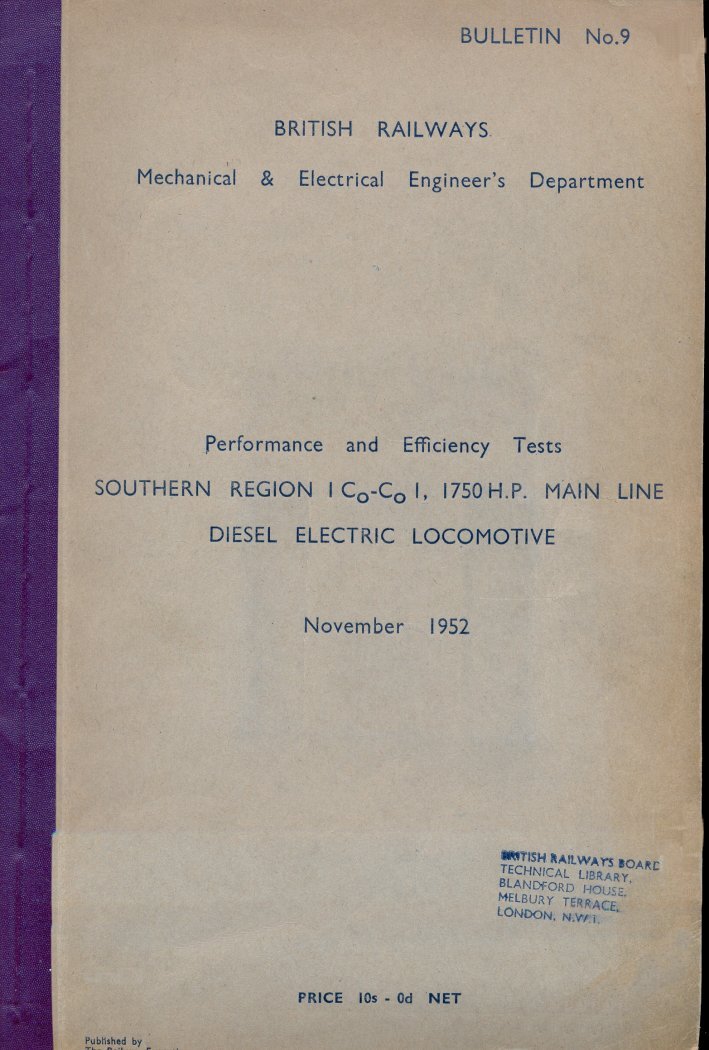 BULLETIN No.9
BRITISH RAILWAYS
Mechanical & Electrical Engineer's Department
Performance and Efficiency Tests
SOUTHERN REGION 1 Co-Co 1, 1750 H.P. MAIN LINE
DIESEL ELECTRIC LOCOMOTIVE
November 1952
BRITISH RAILWAYS BOARD
TECHNICAL LIBRARY,
BLANDFORD HOUSE,
MELBURY TERRACE,
LONDON, N.W.1.
PRICE 10s - 0d NET
Published by